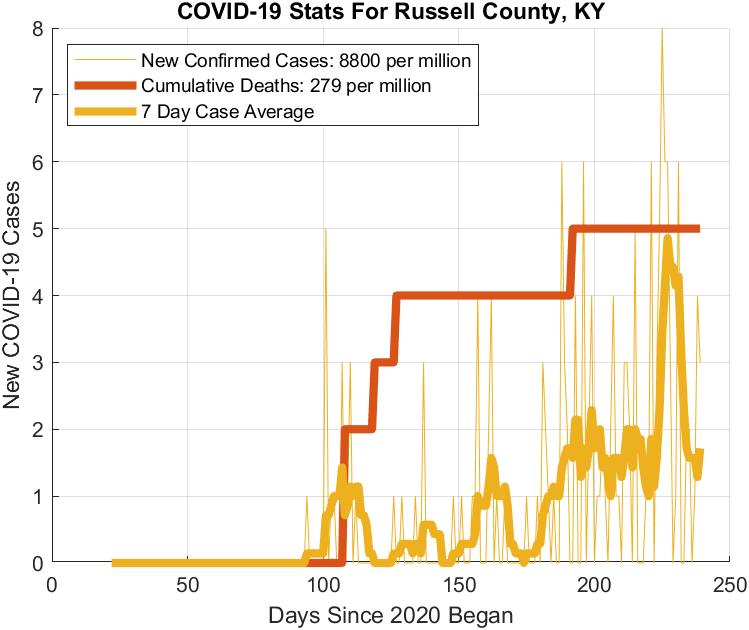 COVID-19 Stats For Russell County, KY
New Confirmed Cases: 8800 per million
Cumulative Deaths: 279 per million
7 Day Case Average
New COVID-19 Cases
8
7
6
5
4
3
2
1
0
0 50 100 150 200 250
Days Since 2020 Began